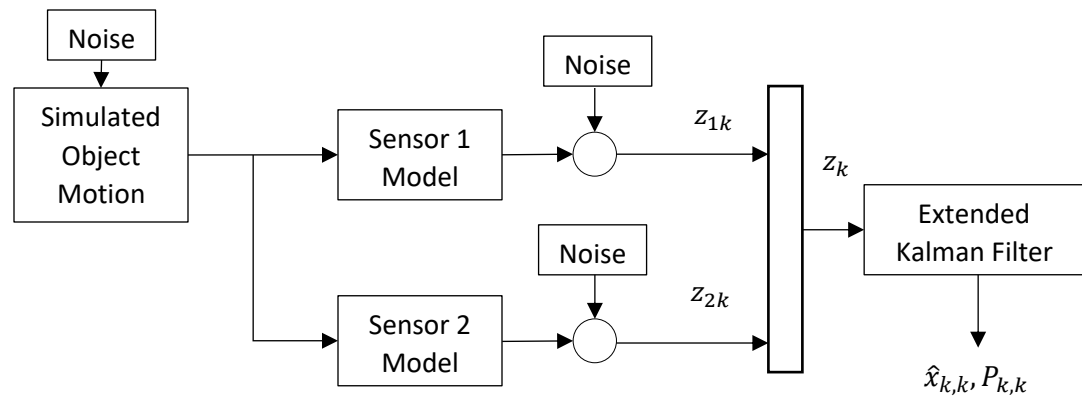 Noise
Simulated
Object
Motion
Sensor 1
Model
Noise
z₁ₖ
Sensor 2
Model
Noise
z₂ₖ
zₖ
Extended
Kalman Filter
x̂ₖ,ₖ, Pₖ,ₖ